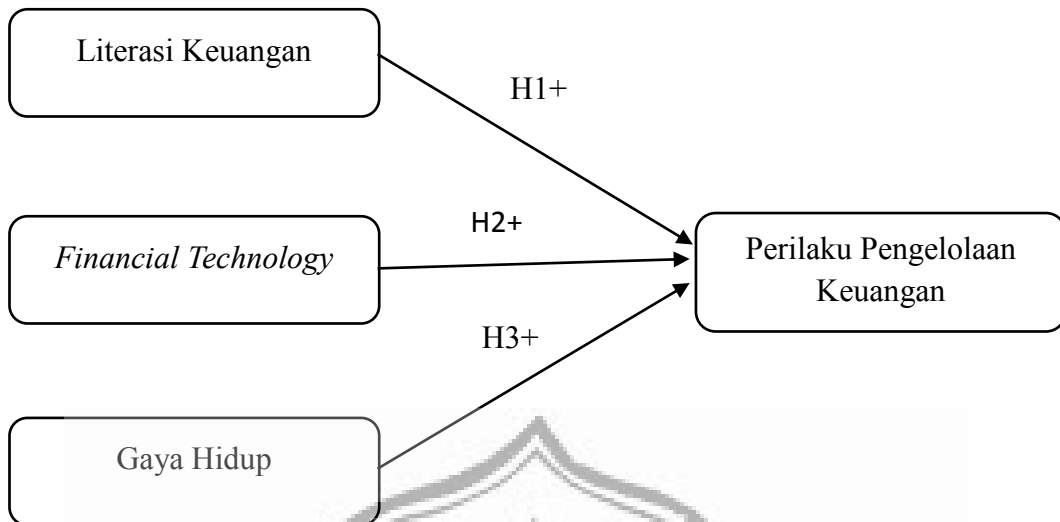 Literasi Keuangan
H1+
H2+
Financial Technology
Perilaku Pengelolaan
Keuangan
H3+
Gaya Hidup